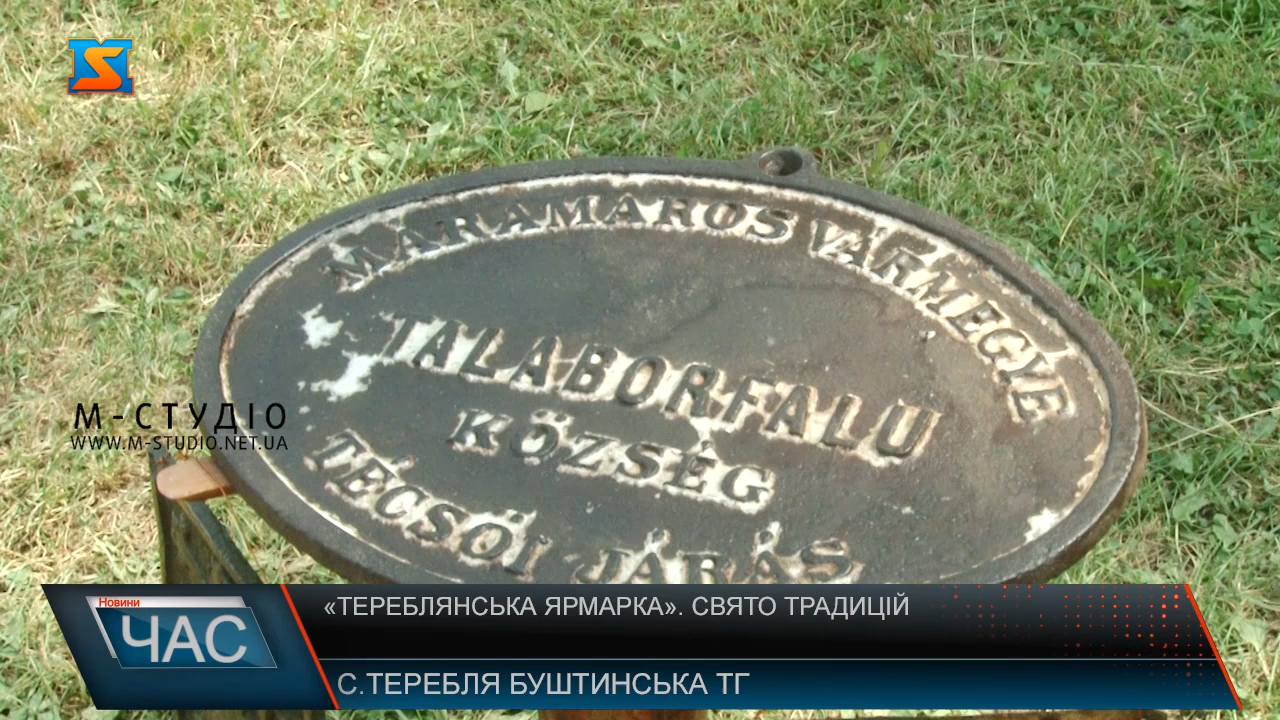 MÁRAMAROS VÁRMEGYE
TALABORFALU
KÖZSÉG
TÉCSŐI JÁRÁS
М-СТУДІО
WWW.M-STUDIO.NET.UA
Новини
ЧАС
«ТЕРЕБЛЯНСЬКА ЯРМАРКА». СВЯТО ТРАДИЦІЙ
С.ТЕРЕБЛЯ БУШТИНСЬКА ТГ